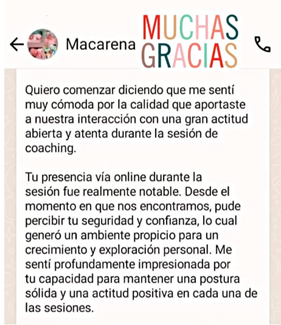 Macarena
MUCHAS
GRACIAS
Quiero comenzar diciendo que me sentí
muy cómoda por la calidad que aportaste
a nuestra interacción con una gran actitud
abierta y atenta durante la sesión de
coaching.
Tu presencia vía online durante la
sesión fue realmente notable. Desde el
momento en que nos encontramos, pude
percibir tu seguridad y confianza, lo cual
generó un ambiente propicio para un
crecimiento y exploración personal. Me
sentí profundamente impresionada por
tu capacidad para mantener una postura
sólida y una actitud positiva en cada una de
las sesiones.